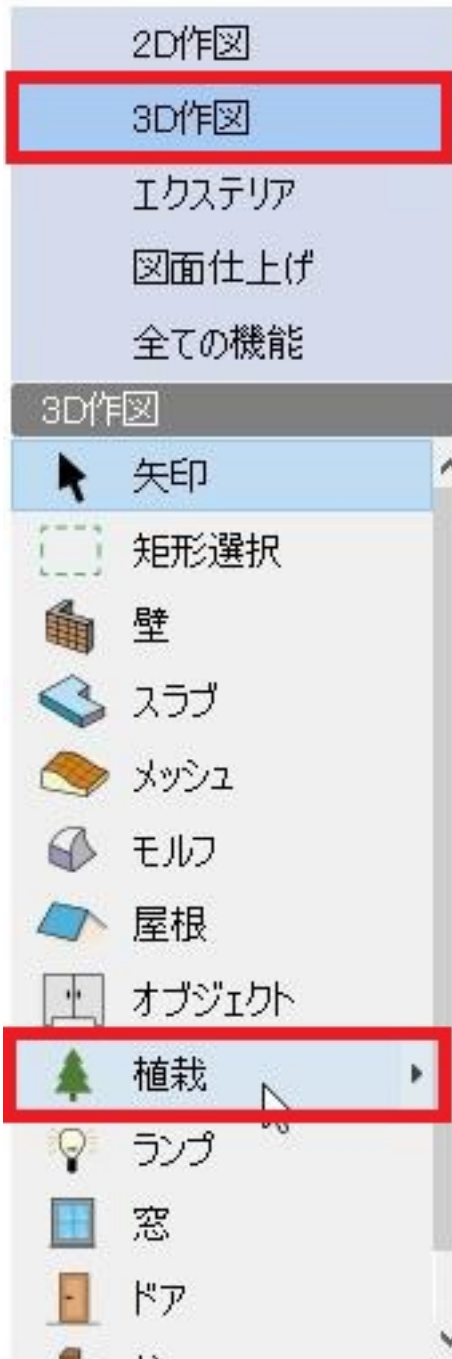 2D作図
3D作図
エクステリア
図面仕上げ
全ての機能
3D作図
矢印
矩形選択
壁
スラブ
メッシュ
モルフ
屋根
オブジェクト
植栽
ランプ
窓
ドア